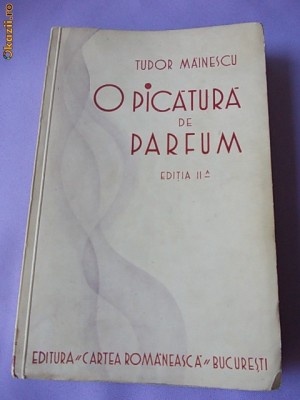 Okazii.ro
TUDOR MĂINESCU
O PICĂTURĂ
DE
PARFUM
EDIȚIA II A
EDITURA „CARTEA ROMÂNEASCĂ„ BUCUREȘTI